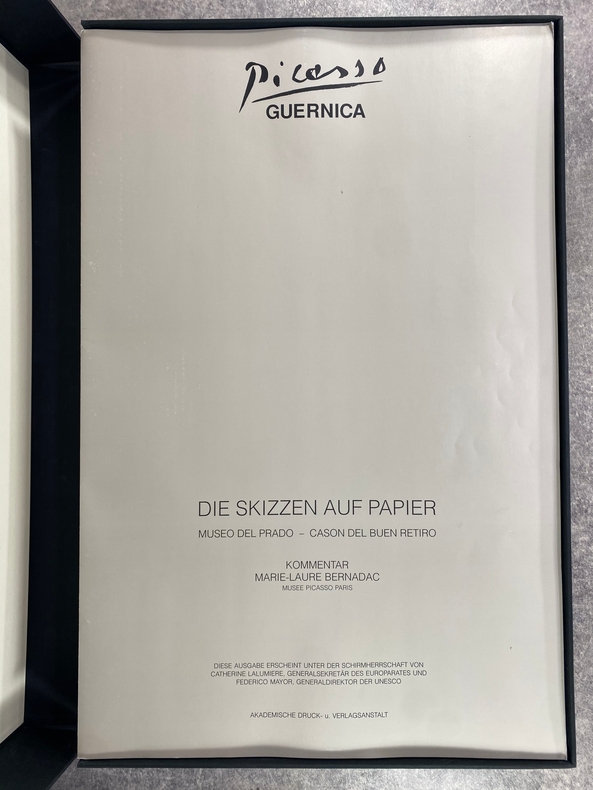 Picasso
GUERNICA
DIE SKIZZEN AUF PAPIER
MUSEO DEL PRADO – CASON DEL BUEN RETIRO
KOMMENTAR
MARIE-LAURE BERNADAC
MUSEE PICASSO PARIS
DIESE AUSGABE ERSCHEINT UNTER DER SCHIRMHERRSCHAFT VON
CATHERINE LALUMIERE, GENERALSEKRETÄR DES EUROPARATES UND
FEDERICO MAYOR, GENERALDIREKTOR DER UNESCO
AKADEMISCHE DRUCK- u. VERLAGSANSTALT